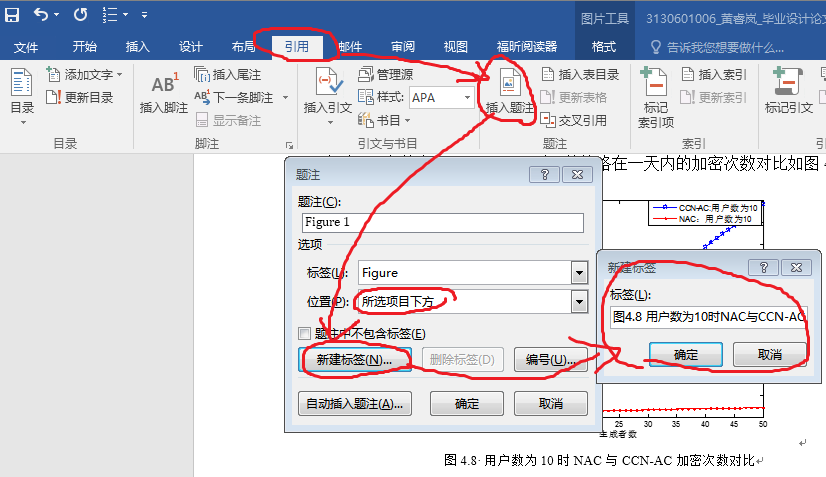 图片工具
3130601006_萧睿岚_毕业设计论文
文件 开始 插入 设计 布局 引用 邮件 审阅 视图 福昕阅读器 格式 告诉我您想要做什么...
目录
添加文字
更新目录
目录
AB1
插入脚注
插入尾注
AB1 下一条脚注
显示备注
脚注
插入引文
管理源
样式: APA
书目
引文与书目
插入题注
插入表目录
更新表格
交叉引用
题注
标记
索引项
插入索引
更新索引
索引
标记引文
格在一天内的加密次数对比如图 4
CCN-AC:用户数为10
NAC: 用户数为10
25 30 35 40 45 50
生成者数
图 4.8· 用户数为 10 时 NAC 与 CCN-AC 加密次数对比
题注
题注(C):
Figure 1
选项
标签(L): Figure
位置(P): 所选项目下方
题注中不包含标签(E)
新建标签(N)... 删除标签(D) 编号(U)...
自动插入题注(A)... 确定 取消
新建标签
标签(L):
图4.8 用户数为10时NAC与CCN-AC
确定 取消